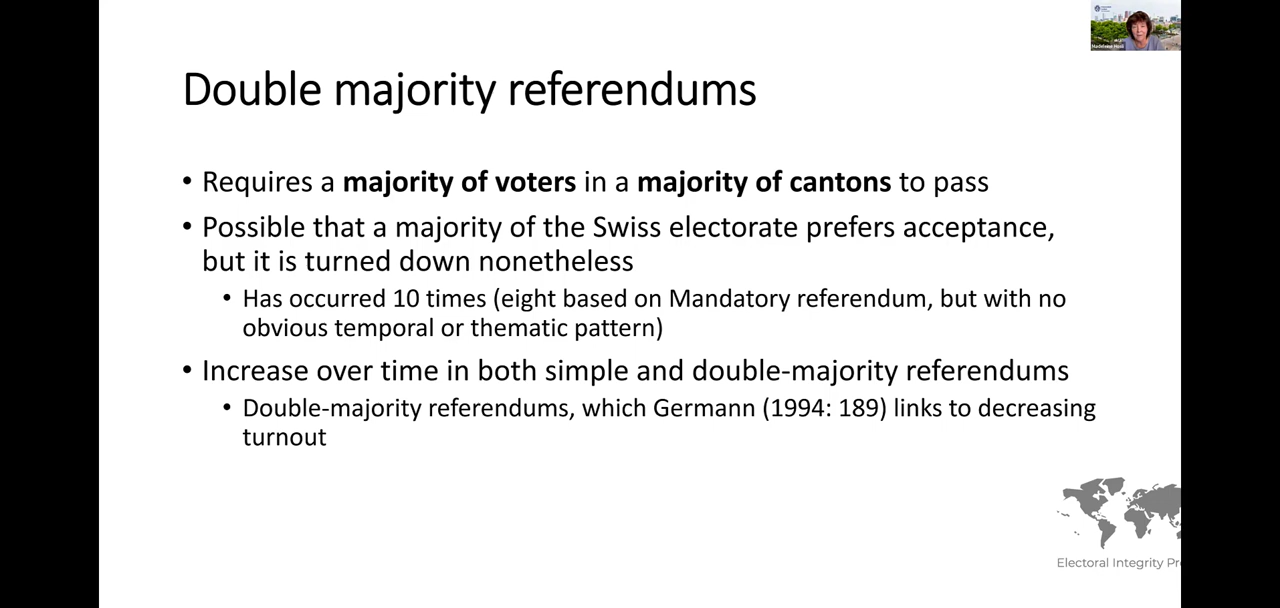 Double majority referendums
• Requires a majority of voters in a majority of cantons to pass
• Possible that a majority of the Swiss electorate prefers acceptance,
but it is turned down nonetheless
• Has occurred 10 times (eight based on Mandatory referendum, but with no
obvious temporal or thematic pattern)
• Increase over time in both simple and double-majority referendums
• Double-majority referendums, which Germann (1994: 189) links to decreasing
turnout
Electoral Integrity Pr